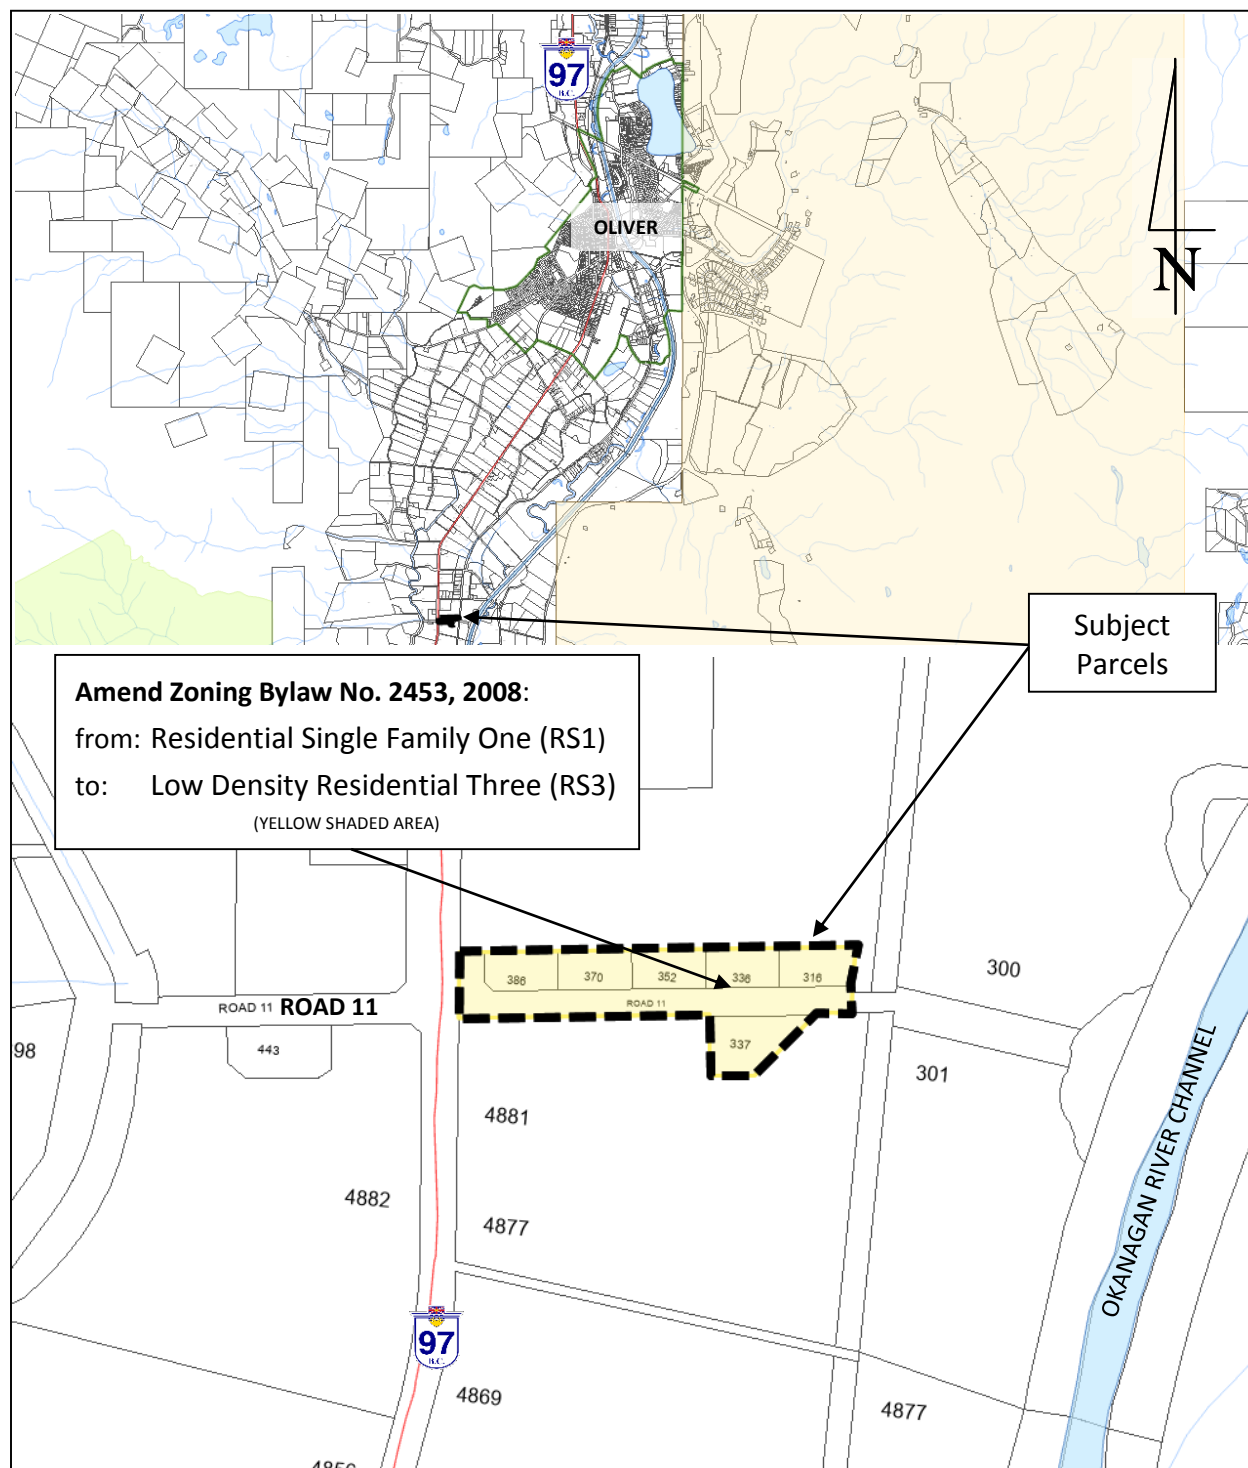 97
B.C.
OLIVER
N
Subject
Parcels
Amend Zoning Bylaw No. 2453, 2008:
from: Residential Single Family One (RS1)
to: Low Density Residential Three (RS3)
(YELLOW SHADED AREA)
386
370
352
336
316
300
ROAD 11
ROAD 11
ROAD 11
98
443
337
301
4881
4882
4877
OKANAGAN RIVER CHANNEL
97
B.C.
4869
4877